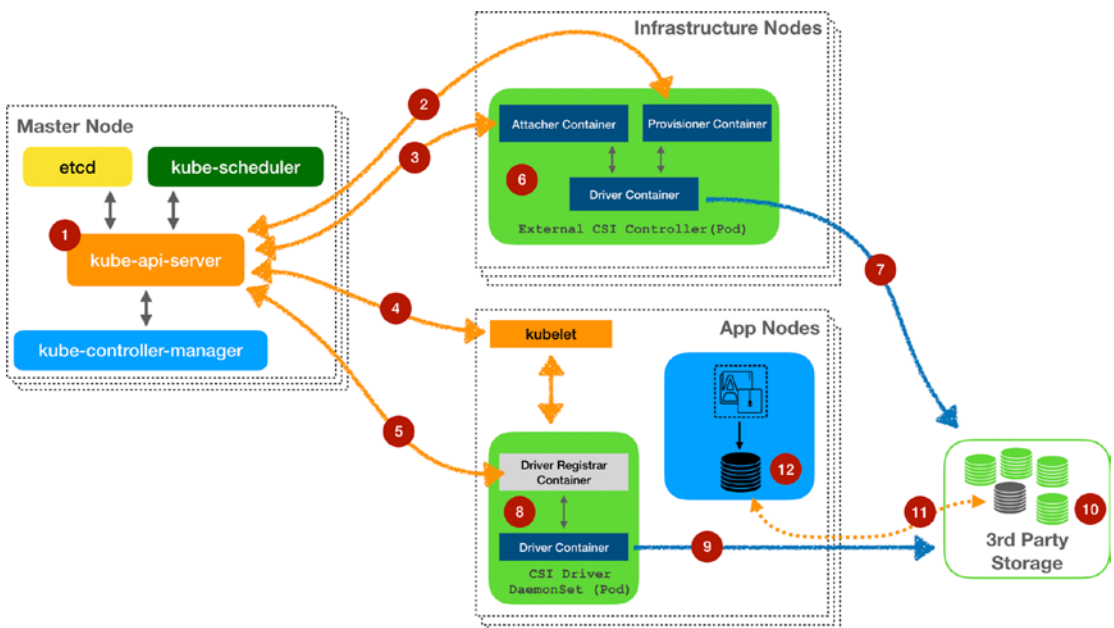 Infrastructure Nodes
2
Attacher Container
Provisioner Container
Master Node
3
etcd
kube-scheduler
6
Driver Container
External CSI Controller(Pod)
1
kube-api-server
7
4
kubelet
App Nodes
kube-controller-manager
5
Driver Registrar
Container
12
8
11
10
Driver Container
9
3rd Party
Storage
CSI Driver
DaemonSet (Pod)